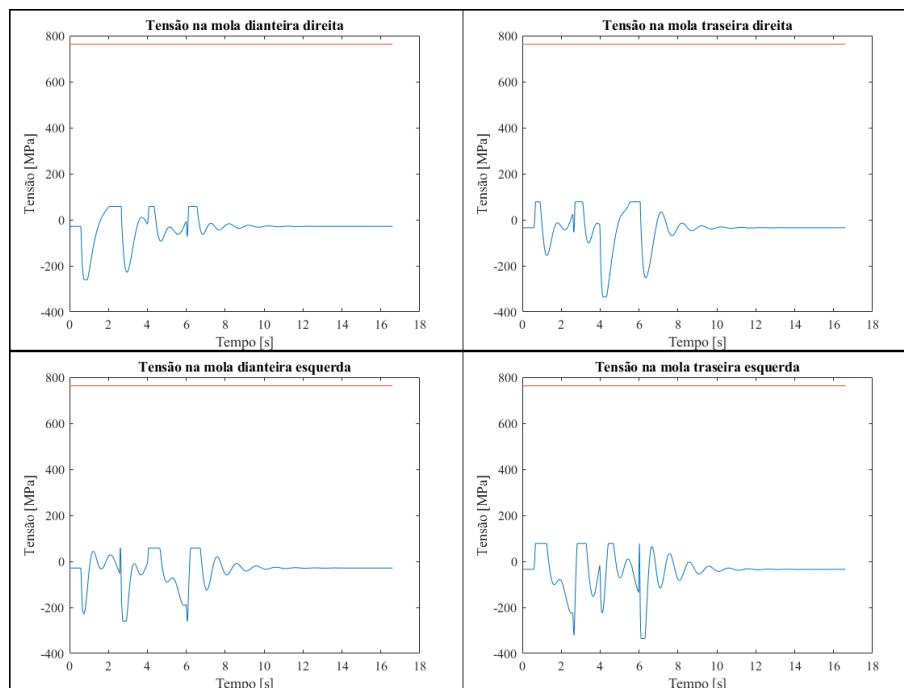 Tensão na mola dianteira direita
Tensão [MPa]
800
600
400
200
0
-200
-400
0 2 4 6 8 10 12 14 16 18
Tempo [s]
Tensão na mola traseira direita
Tensão [MPa]
800
600
400
200
0
-200
-400
0 2 4 6 8 10 12 14 16 18
Tempo [s]
Tensão na mola dianteira esquerda
Tensão [MPa]
800
600
400
200
0
-200
-400
0 2 4 6 8 10 12 14 16 18
Tempo [s]
Tensão na mola traseira esquerda
Tensão [MPa]
800
600
400
200
0
-200
-400
0 2 4 6 8 10 12 14 16 18
Tempo [s]